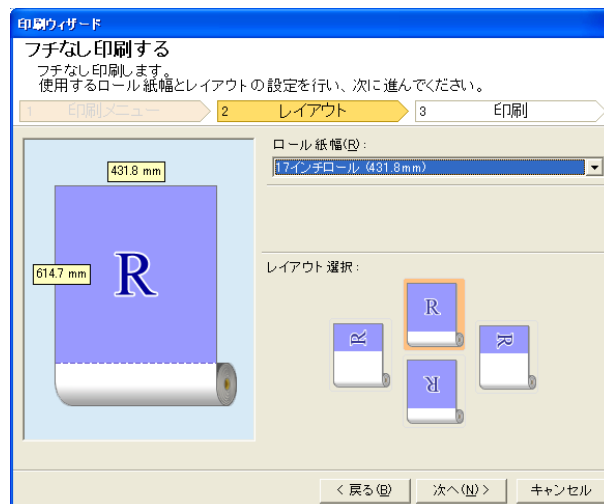 印刷ウィザード
フチなし印刷する
フチなし印刷します。
使用するロール紙幅とレイアウトの設定を行い、次に進んでください。
1 印刷メニュー 2 レイアウト 3 印刷
ロール紙幅(R):
17インチロール (431.8mm)
431.8 mm
614.7 mm
R
レイアウト選択:
R
R
R
R
< 戻る(B) 次へ(N) > キャンセル